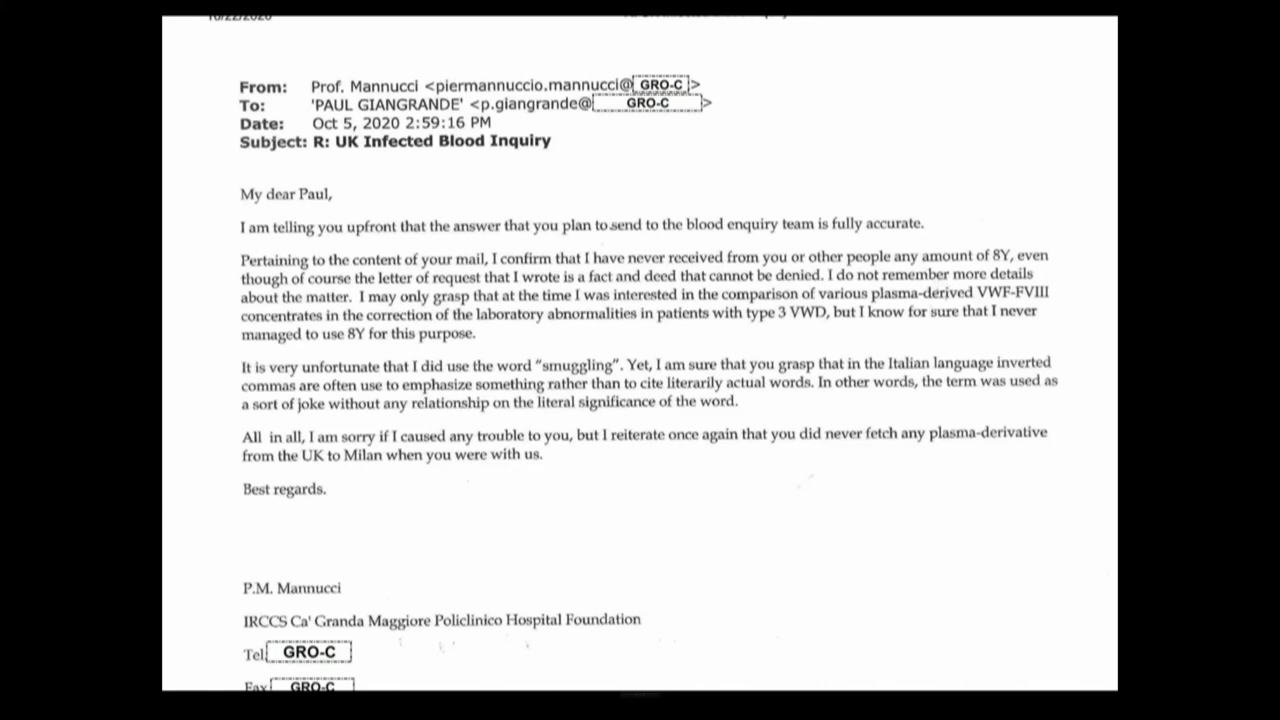 10/22/2020
From: Prof. Mannucci <piermannuccio.mannucci@ GRO-C >
To: 'PAUL GIANGRANDE' <p.giangrande@ GRO-C >
Date: Oct 5, 2020 2:59:16 PM
Subject: R: UK Infected Blood Inquiry
My dear Paul,
I am telling you upfront that the answer that you plan to send to the blood enquiry team is fully accurate.
Pertaining to the content of your mail, I confirm that I have never received from you or other people any amount of 8Y, even
though of course the letter of request that I wrote is a fact and deed that cannot be denied. I do not remember more details
about the matter. I may only grasp that at the time I was interested in the comparison of various plasma-derived VWF-FVIII
concentrates in the correction of the laboratory abnormalities in patients with type 3 VWD, but I know for sure that I never
managed to use 8Y for this purpose.
It is very unfortunate that I did use the word “smuggling”. Yet, I am sure that you grasp that in the Italian language inverted
commas are often use to emphasize something rather than to cite literarily actual words. In other words, the term was used as
a sort of joke without any relationship on the literal significance of the word.
All in all, I am sorry if I caused any trouble to you, but I reiterate once again that you did never fetch any plasma-derivative
from the UK to Milan when you were with us.
Best regards.
P.M. Mannucci
IRCCS Ca' Granda Maggiore Policlinico Hospital Foundation
Tel GRO-C
Fax GRO-C